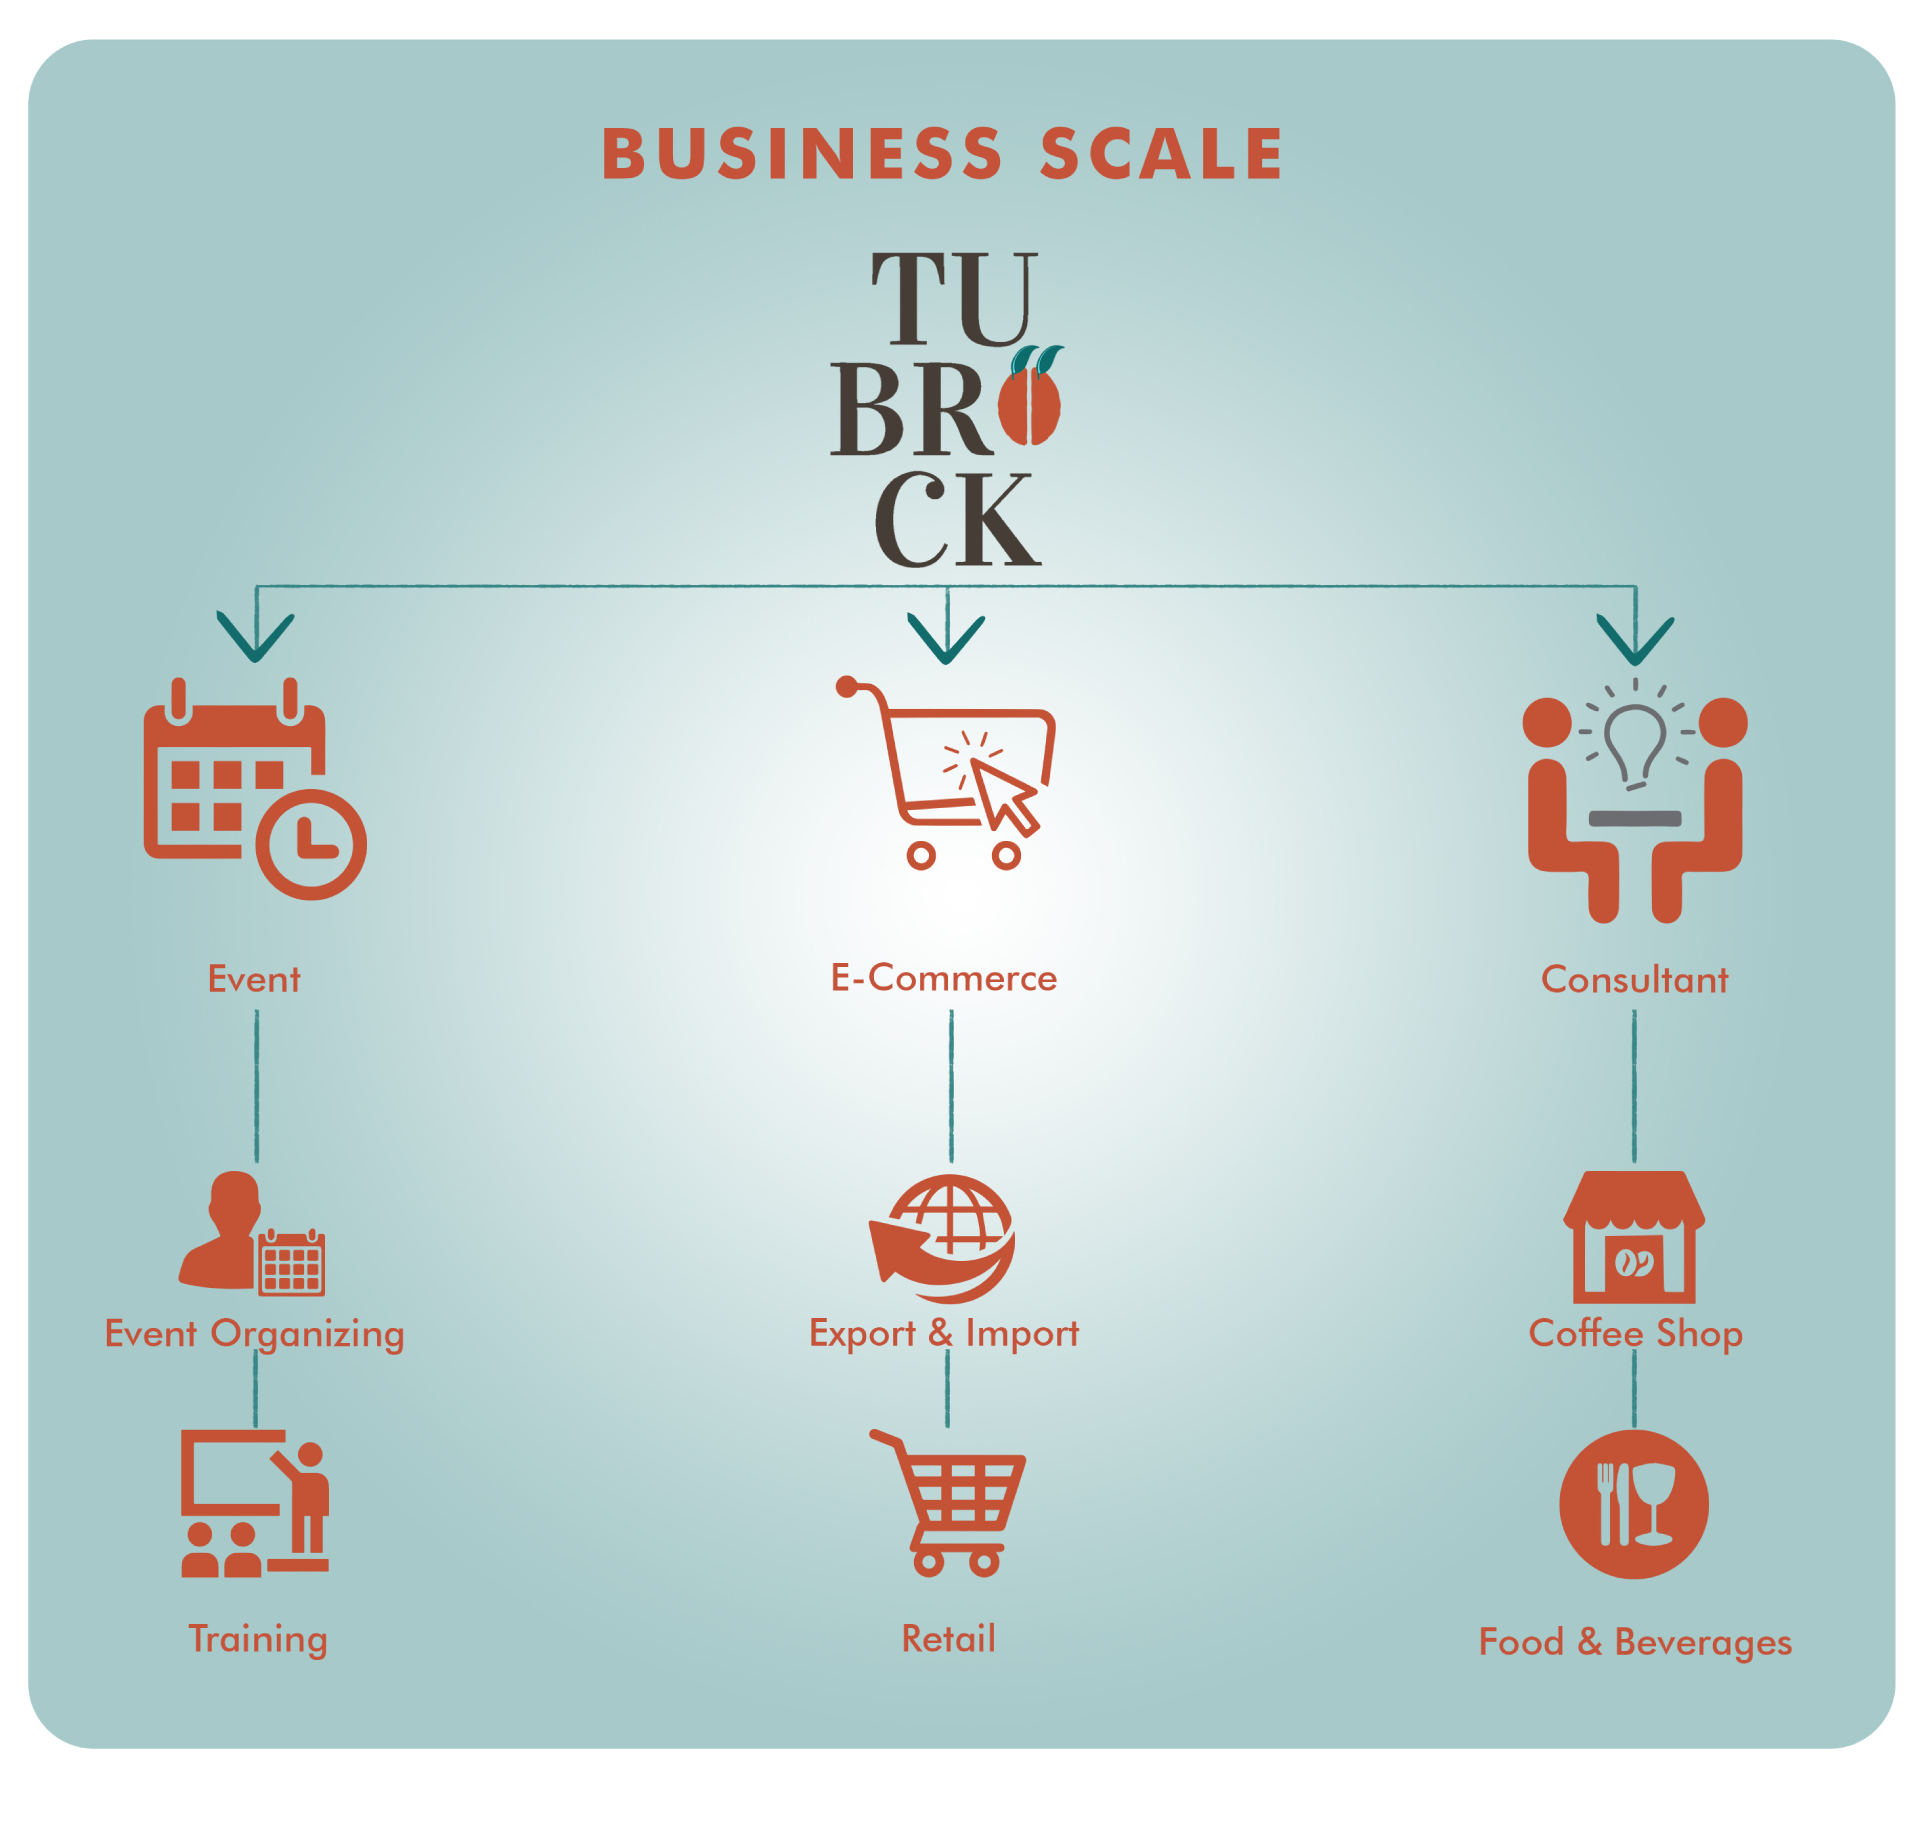 BUSINESS SCALE
TU
BRO
CK
Event
E-Commerce
Consultant
Event Organizing
Export & Import
Coffee Shop
Training
Retail
Food & Beverages